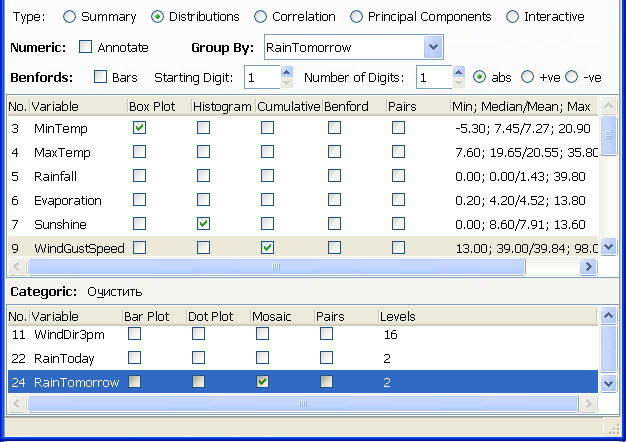 Type: Summary Distributions Correlation Principal Components Interactive
Numeric: Annotate Group By: RainTomorrow
Benfords: Bars Starting Digit: 1 Number of Digits: 1 abs +ve -ve
No. Variable Box Plot Histogram Cumulative Benford Pairs Min; Median/Mean; Max
3 MinTemp -5.30; 7.45/7.27; 20.90
4 MaxTemp 7.60; 19.65/20.55; 35.80
5 Rainfall 0.00; 0.00/1.43; 39.80
6 Evaporation 0.20; 4.20/4.52; 13.80
7 Sunshine 0.00; 8.60/7.91; 13.60
9 WindGustSpeed 13.00; 39.00/39.84; 98.0
Categoric: Очистить
No. Variable Bar Plot Dot Plot Mosaic Pairs Levels
11 WindDir3pm 16
22 RainToday 2
24 RainTomorrow 2